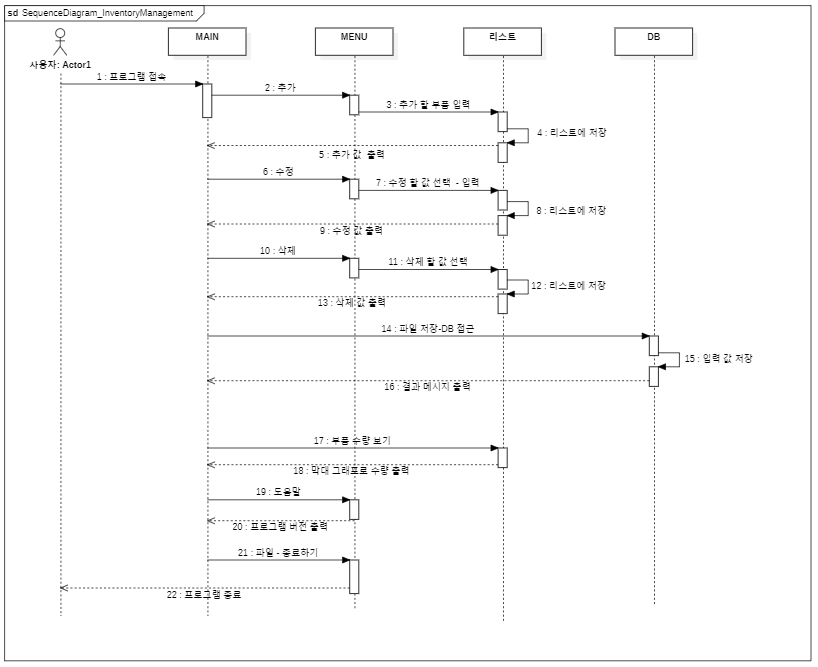 sd SequenceDiagram_InventoryManagement
사용자: Actor1
MAIN
MENU
리스트
DB
1 : 프로그램 접속
2 : 추가
3 : 추가 할 부품 입력
4 : 리스트에 저장
5 : 추가 값 출력
6 : 수정
7 : 수정 할 값 선택 - 입력
8 : 리스트에 저장
9 : 수정 값 출력
10 : 삭제
11 : 삭제 할 값 선택
12 : 리스트에 저장
13 : 삭제 값 출력
14 : 파일 저장-DB 접근
15 : 입력 값 저장
16 : 결과 메시지 출력
17 : 부품 수량 보기
18 : 막대 그래프로 수량 출력
19 : 도움말
20 : 프로그램 버전 출력
21 : 파일 - 종료하기
22 : 프로그램 종료